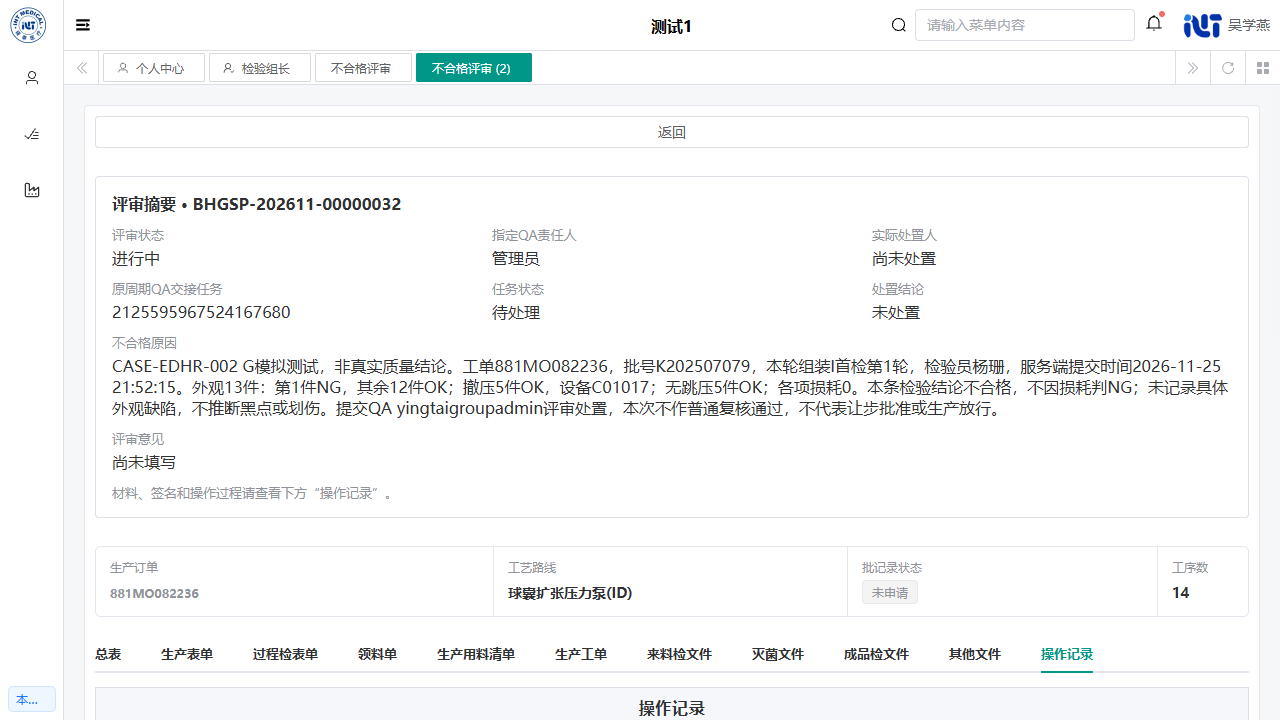 测试1
请输入菜单内容
吴学燕
个人中心
检验组长
不合格评审
不合格评审 (2)
返回
评审摘要 • BHGSP-202611-00000032
评审状态
指定QA责任人
实际处置人
进行中
管理员
尚未处置
原周期QA交接任务
任务状态
处置结论
2125595967524167680
待处理
未处置
不合格原因
CASE-EDHR-002 G模拟测试，非真实质量结论。工单881MO082236，批号K202507079，本轮组装I首检第1轮，检验员杨珊，服务端提交时间2026-11-25
21:52:15。外观13件：第1件NG，其余12件OK；撤压5件OK，设备C01017；无跳压5件OK；各项损耗0。本条检验结论不合格，不因损耗判NG；未记录具体
外观缺陷，不推断黑点或划伤。提交QA yingtaigroupadmin评审处置，本次不作普通复核通过，不代表让步批准或生产放行。
评审意见
尚未填写
材料、签名和操作过程请查看下方“操作记录”。
生产订单
工艺路线
批记录状态
工序数
881MO082236
球囊扩张压力泵(ID)
未申请
14
总表
生产表单
过程检表单
领料单
生产用料清单
生产工单
来料检文件
灭菌文件
成品检文件
其他文件
操作记录
操作记录
本...